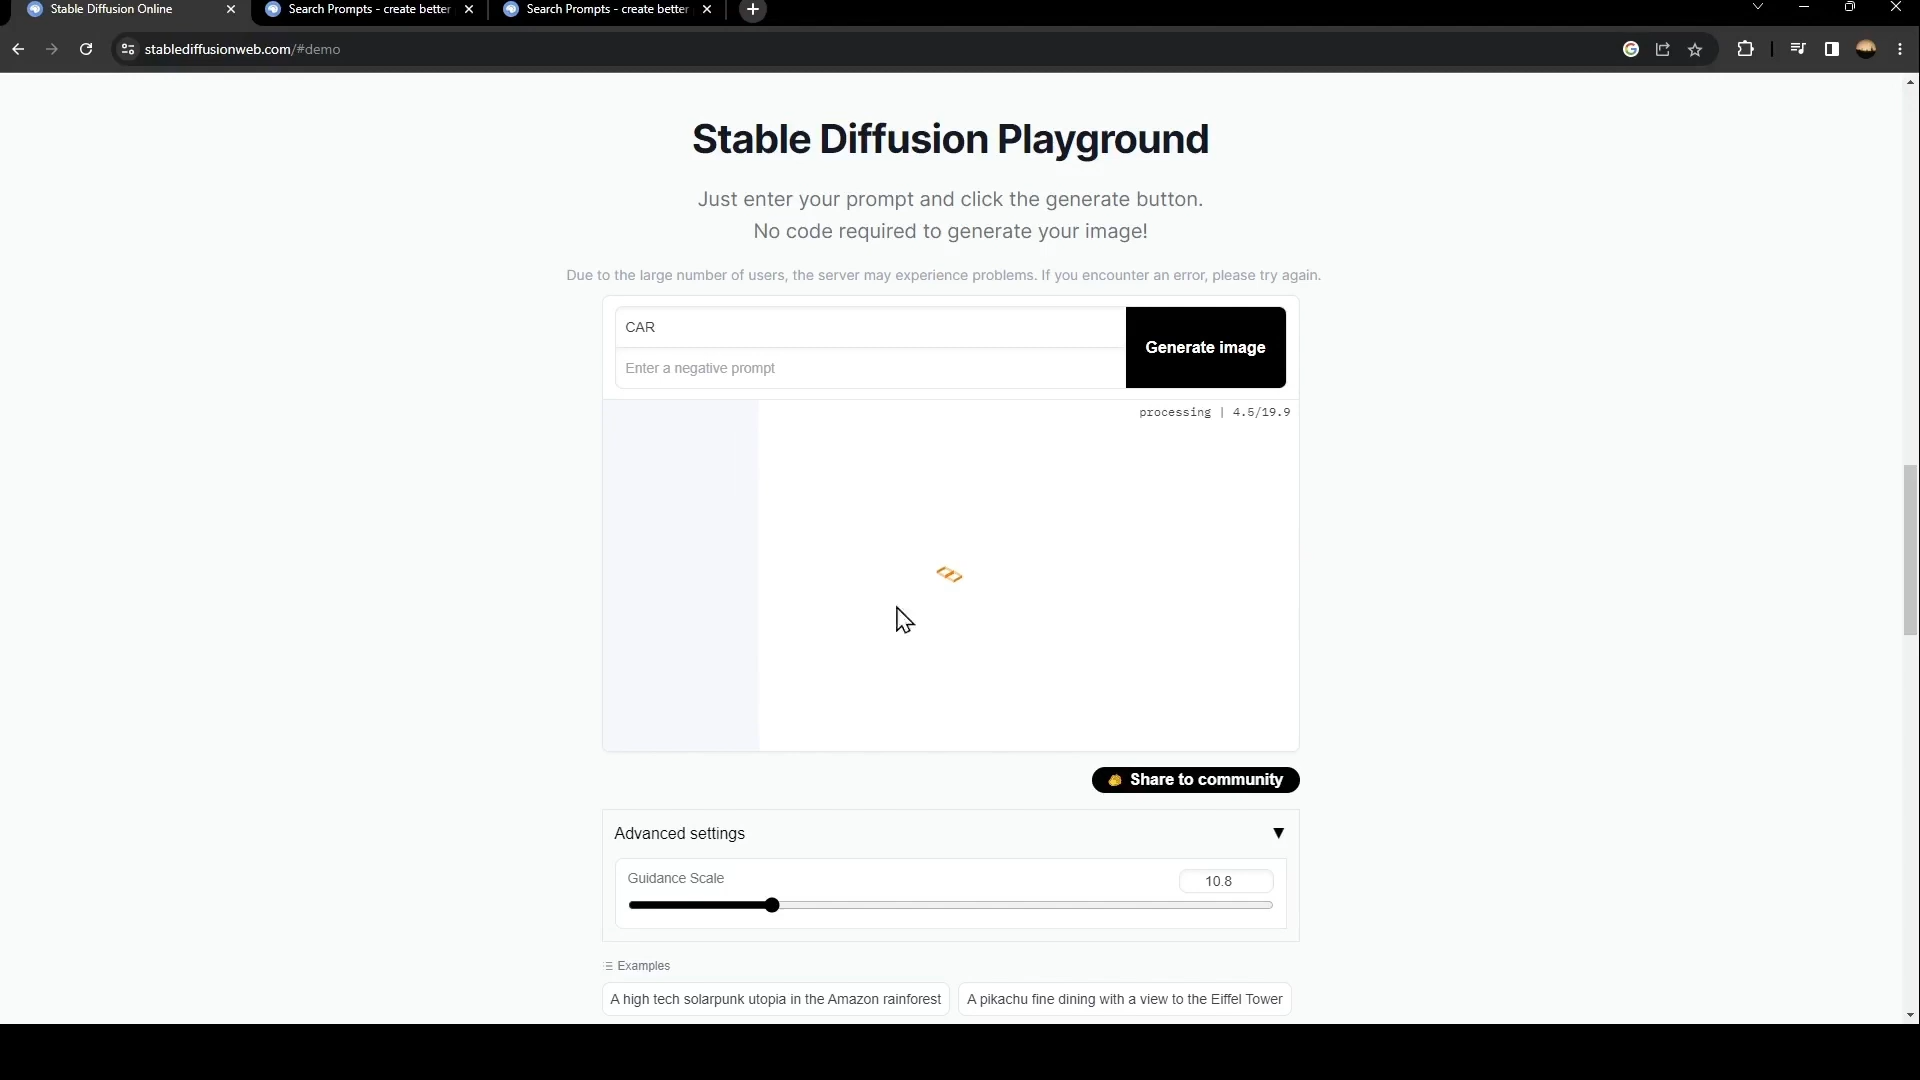 Stable Diffusion Online
Search Prompts - create better
Search Prompts - create better
stablediffusionweb.com/#demo
Stable Diffusion Playground
Just enter your prompt and click the generate button.
No code required to generate your image!
Due to the large number of users, the server may experience problems. If you encounter an error, please try again.
CAR
Enter a negative prompt
Generate image
processing | 4.5/19.9
Share to community
Advanced settings
Guidance Scale
10.8
Examples
A high tech solarpunk utopia in the Amazon rainforest
A pikachu fine dining with a view to the Eiffel Tower